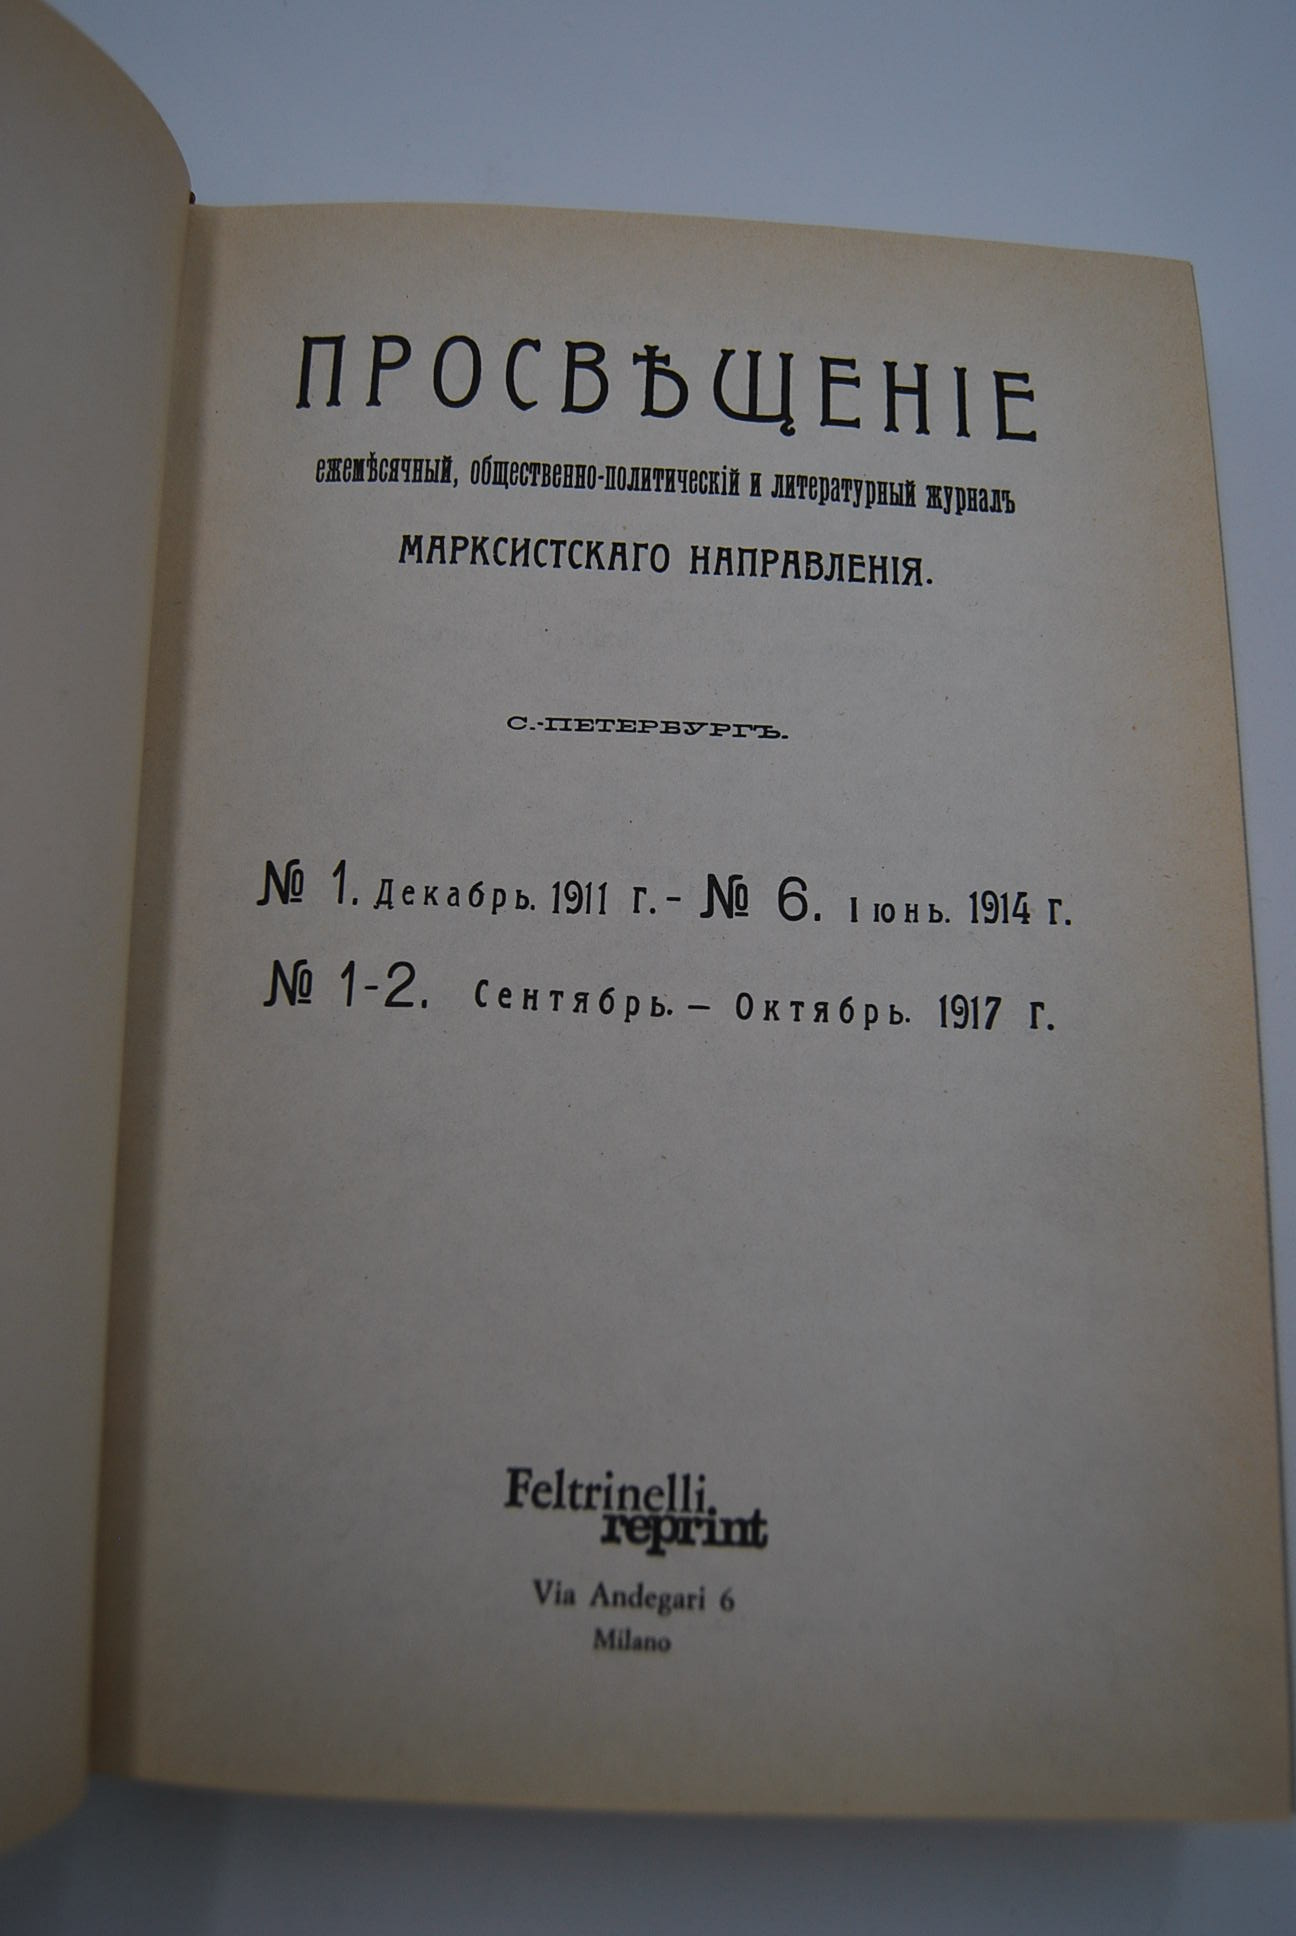 ПРОСВѢЩЕНІЕ
ежемѣсячный, общественно-политическій и литературный журналъ
МАРКСИСТСКАГО НАПРАВЛЕНІЯ.
С.-ПЕТЕРБУРГЪ.
№ 1. Декабрь. 1911 г. - № 6. Іюнь. 1914 г.
№ 1-2. Сентябрь. — Октябрь. 1917 г.
Feltrinelli
reprint
Via Andegari 6
Milano